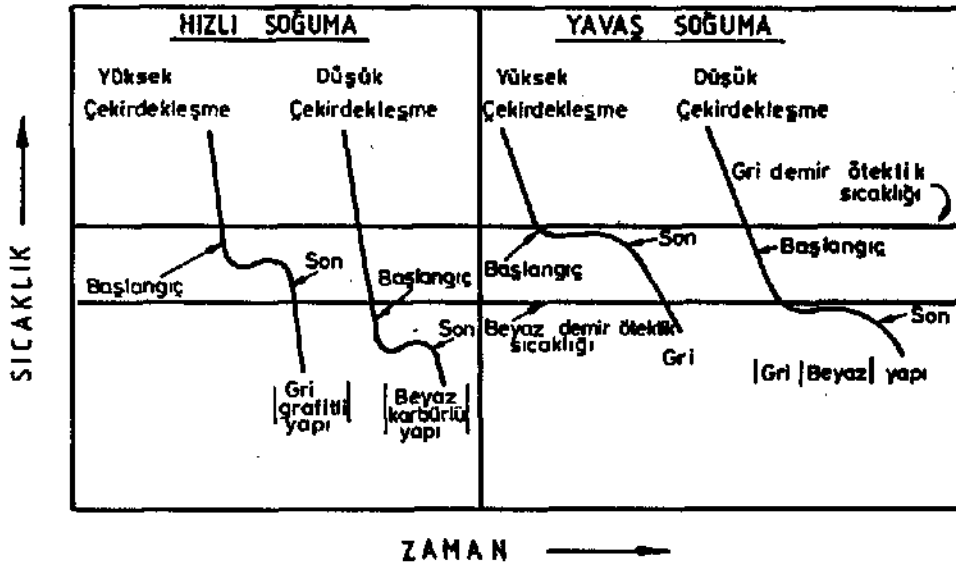 HIZLI SOĞUMA
YAVAŞ SOĞUMA
Yüksek
Çekirdekleşme
Düşük
Çekirdekleşme
Yüksek
Çekirdekleşme
Düşük
Çekirdekleşme
Gri demir ötektik
sıcaklığı
Başlangıç
Son
Başlangıç
Son
Başlangıç
Son
Başlangıç
Son
Beyaz demir ötektik
sıcaklığı
Gri
grafitli
yapı
Beyaz
karbürlü
yapı
Gri
|Gri |Beyaz| yapı
SICAKLIK
ZAMAN